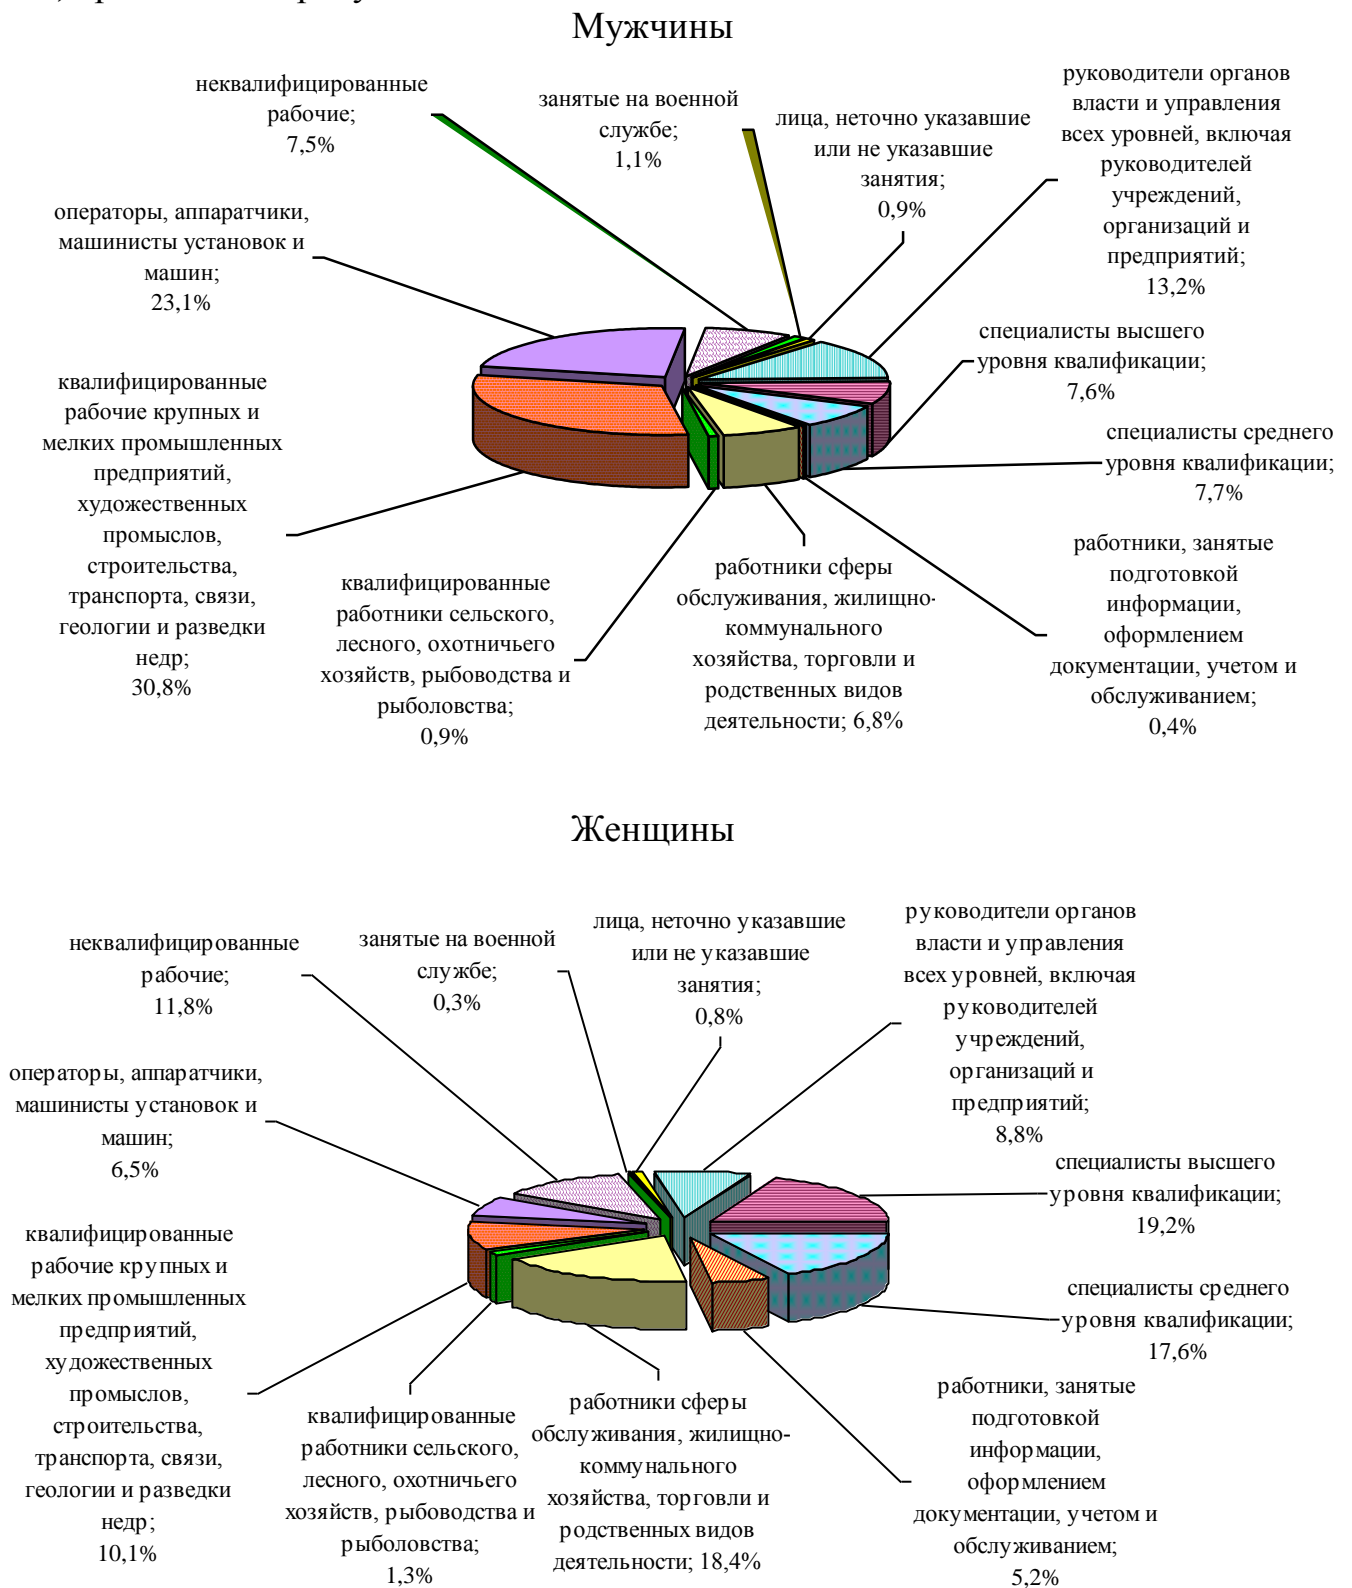 Мужчины
неквалифицированные
рабочие;
7,5%
занятые на военной
службе;
1,1%
лица, неточно указавшие
или не указавшие
занятия;
0,9%
руководители органов
власти и управления
всех уровней, включая
руководителей
учреждений,
организаций и
предприятий;
13,2%
операторы, аппаратчики,
машинисты установок и
машин;
23,1%
специалисты высшего
уровня квалификации;
7,6%
квалифицированные
рабочие крупных и
мелких промышленных
предприятий,
художественных
промыслов,
строительства,
транспорта, связи,
геологии и разведки
недр;
30,8%
специалисты среднего
уровня квалификации;
7,7%
квалифицированные
работники сельского,
лесного, охотничьего
хозяйств, рыбоводства и
рыболовства;
0,9%
работники сферы
обслуживания, жилищно-
коммунального
хозяйства, торговли и
родственных видов
деятельности; 6,8%
работники, занятые
подготовкой
информации,
оформлением
документации, учетом и
обслуживанием;
0,4%
Женщины
неквалифицированные
рабочие;
11,8%
занятые на военной
службе;
0,3%
лица, неточно указавшие
или не указавшие
занятия;
0,8%
руководители органов
власти и управления
всех уровней, включая
руководителей
учреждений,
организаций и
предприятий;
8,8%
операторы, аппаратчики,
машинисты установок и
машин;
6,5%
специалисты высшего
уровня квалификации;
19,2%
квалифицированные
рабочие крупных и
мелких промышленных
предприятий,
художественных
промыслов,
строительства,
транспорта, связи,
геологии и разведки
недр;
10,1%
специалисты среднего
уровня квалификации;
17,6%
квалифицированные
работники сельского,
лесного, охотничьего
хозяйств, рыбоводства и
рыболовства;
1,3%
работники сферы
обслуживания, жилищно-
коммунального
хозяйства, торговли и
родственных видов
деятельности; 18,4%
работники, занятые
подготовкой
информации,
оформлением
документации, учетом и
обслуживанием;
5,2%